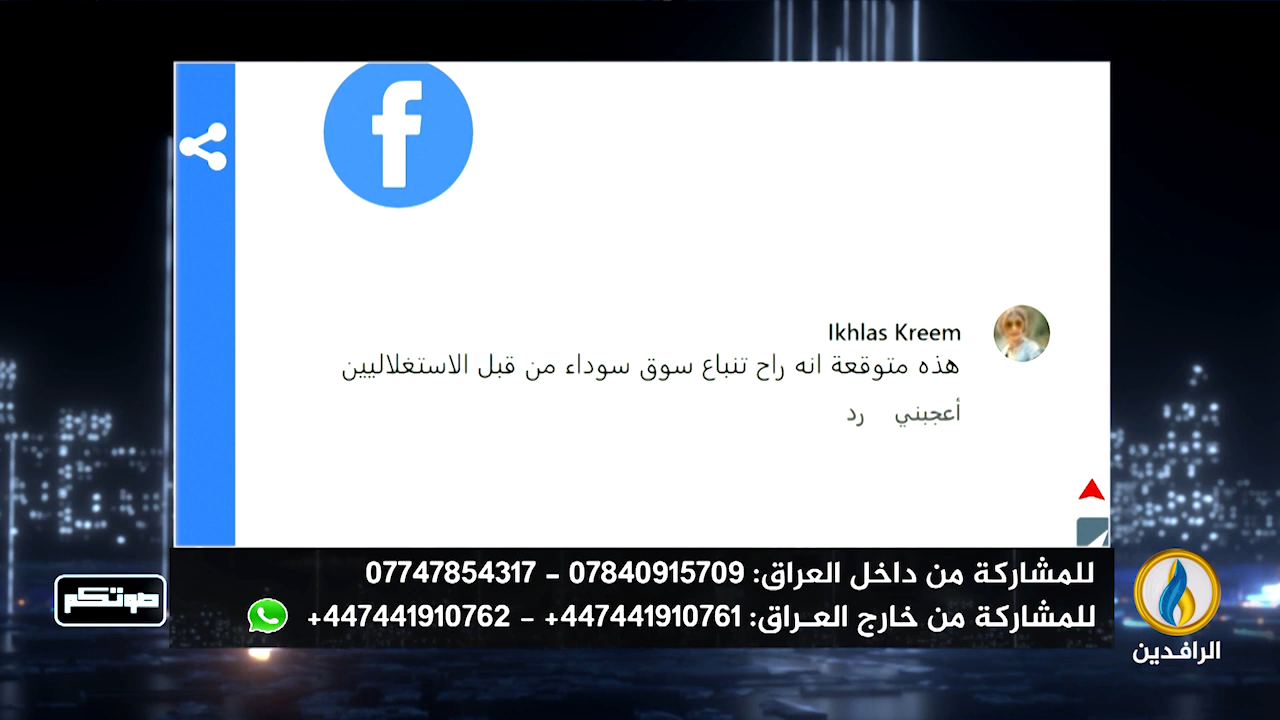 Ikhlas Kreem
هذه متوقعة انه راح تنباع سوق سوداء من قبل الاستغلاليين
أعجبني رد
للمشاركة من داخل العراق: 07840915709 - 07747854317
للمشاركة من خارج العـراق: 447441910761+ - 447441910762+
صوتكم
الرافدين